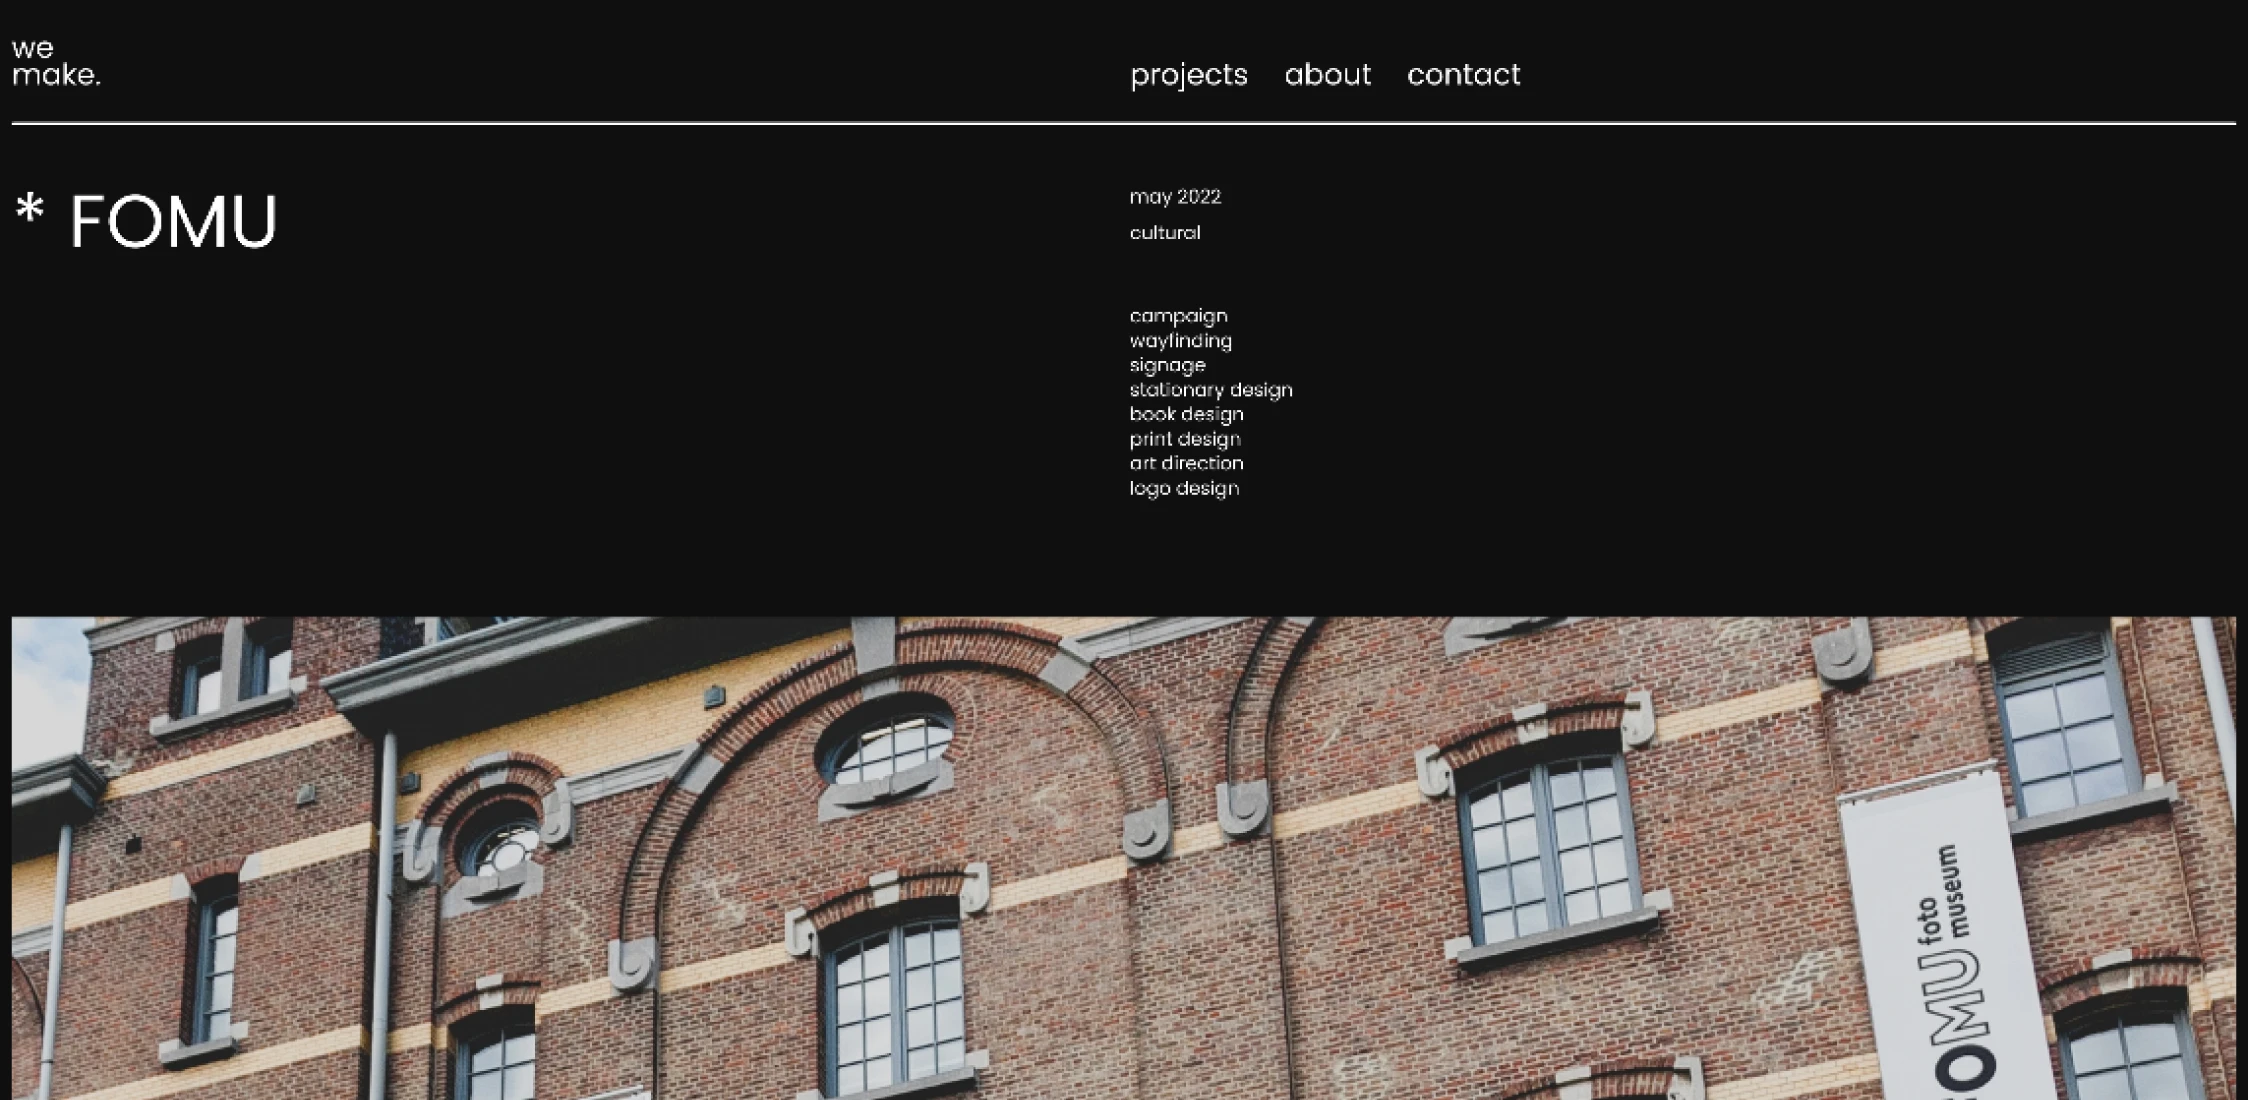 we
make.
projects about contact
* FOMU
may 2022
cultural
campaign
wayfinding
signage
stationary design
book design
print design
art direction
logo design
foto
museum
OMU